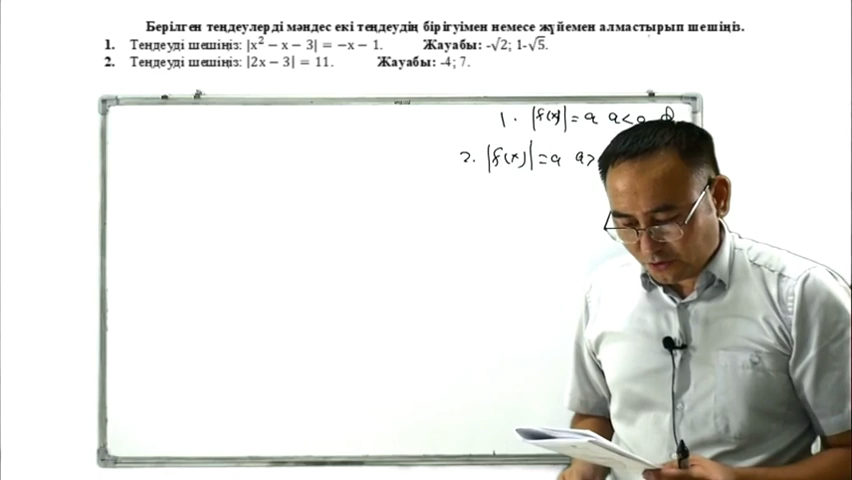 Берілген теңдеулерді мәндес екі теңдеудің бірігуімен немесе жүйемен алмастырып шешіңіз.
1. Теңдеуді шешіңіз: |x² − x − 3| = −x − 1. Жауабы: -√2; 1-√5.
2. Теңдеуді шешіңіз: |2x − 3| = 11. Жауабы: -4; 7.
1. |f(x)| = a a <
2. |f(x)| = a a >